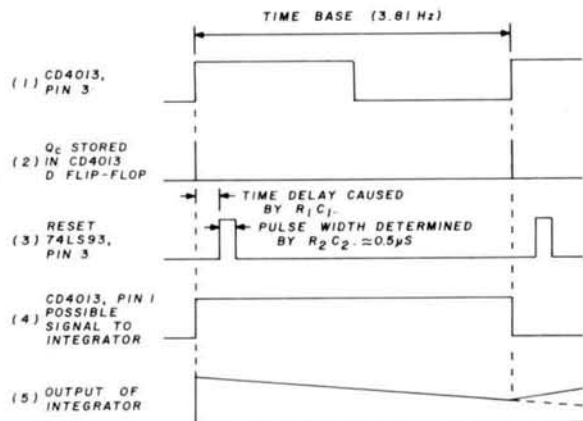 TIME BASE (3.81 Hz)
(1) CD4013,
PIN 3
(2) QC STORED
IN CD4013
D FLIP-FLOP
TIME DELAY CAUSED
BY R1C1.
(3) RESET
74LS93,
PIN 3
PULSE WIDTH DETERMINED
BY R2C2. ≃0.5µS
(4) CD4013, PIN 1
POSSIBLE
SIGNAL TO
INTEGRATOR
(5) OUTPUT OF
INTEGRATOR